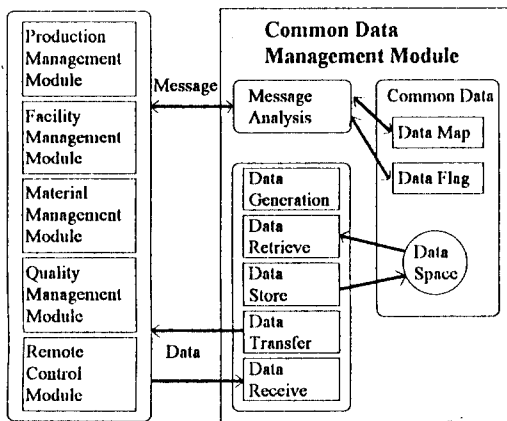 Production
Management
Module
Facility
Management
Module
Material
Management
Module
Quality
Management
Module
Remote
Control
Module
Message
Data
Common Data
Management Module
Message
Analysis
Common Data
Data Map
Data Flag
Data
Space
Data
Generation
Data
Retrieve
Data
Store
Data
Transfer
Data
Receive